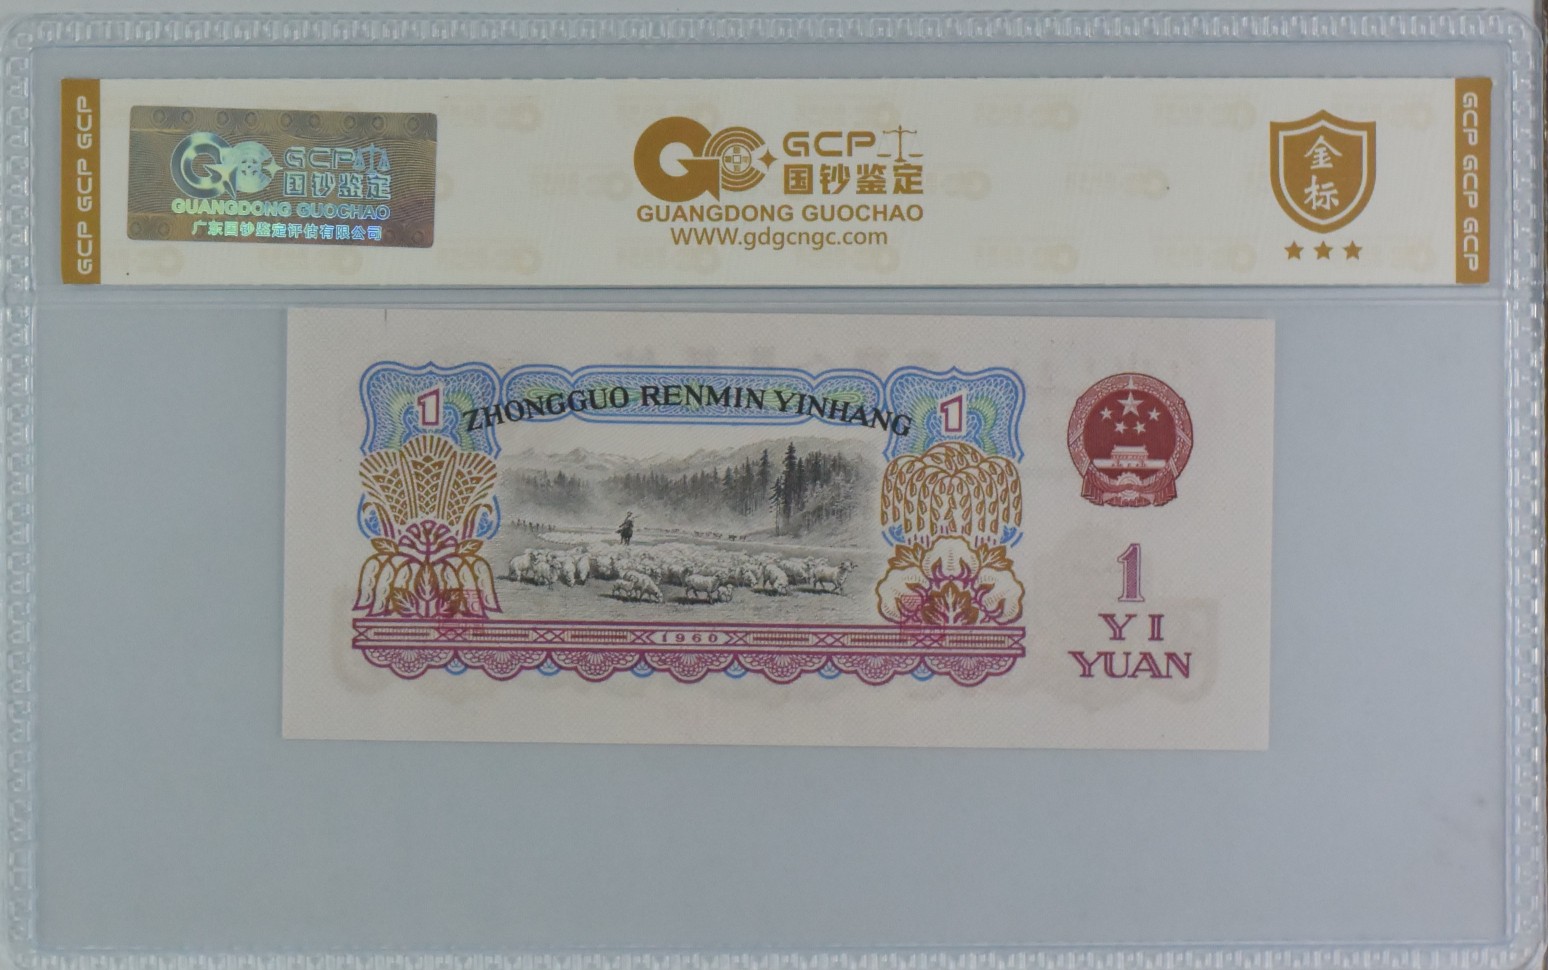 GCP GCP GCP
GCP
国钞鉴定
GUANGDONG GUOCHAO
广东国钞鉴定评估有限公司
GCP
国钞鉴定
GUANGDONG GUOCHAO
WWW.gdgcngc.com
金
标
GCP GCP GCP
1
ZHONGGUO RENMIN YINHANG
1
1960
1
YI
YUAN